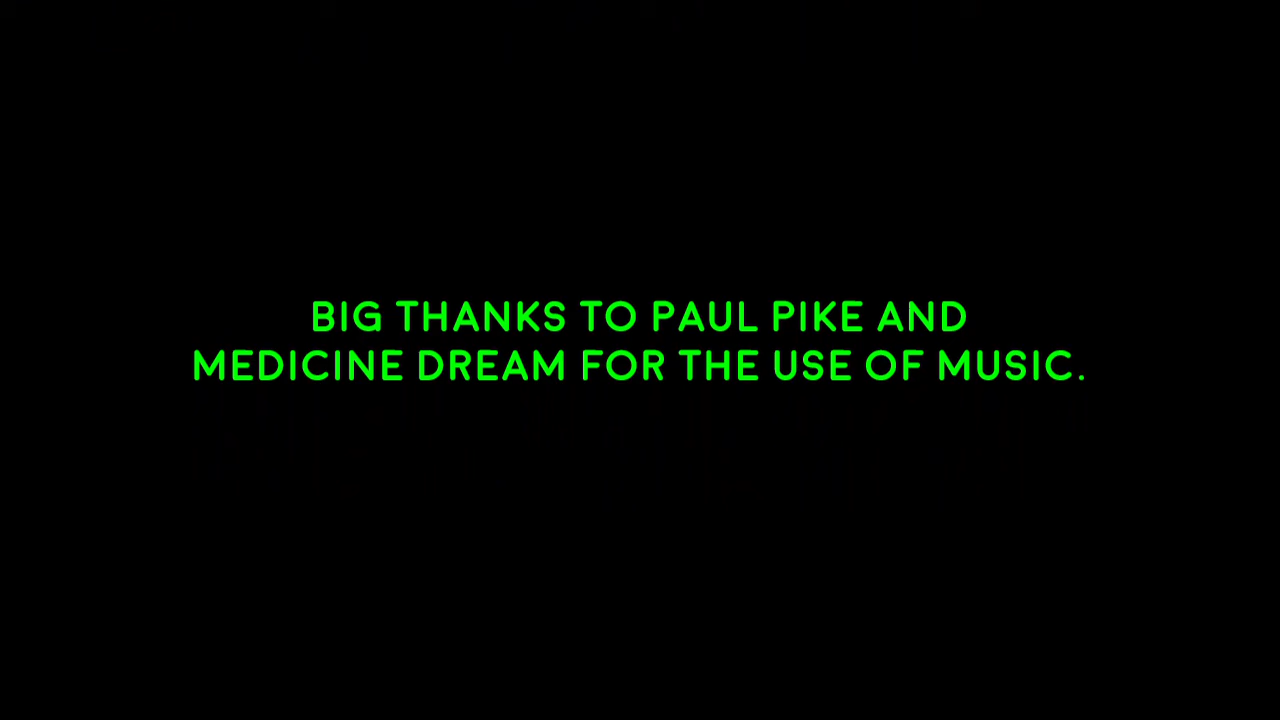 BIG THANKS TO PAUL PIKE AND
MEDICINE DREAM FOR THE USE OF MUSIC.